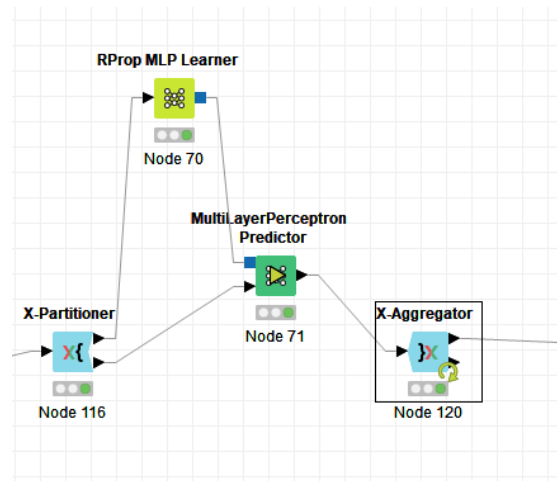 RProp MLP Learner
Node 70
MultiLayerPerceptron
Predictor
Node 71
X-Partitioner
X{
Node 116
X-Aggregator
}X
Node 120